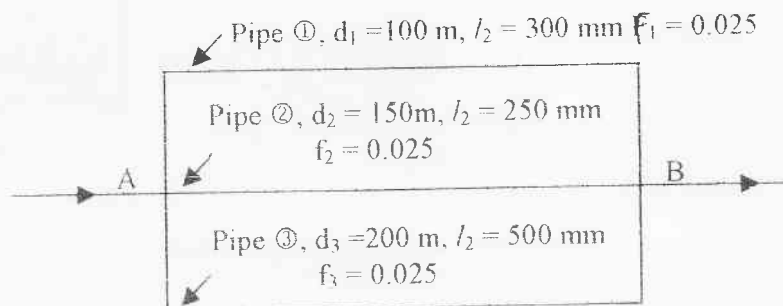 Pipe ①, d₁ =100 m, l₂ = 300 mm f₁ = 0.025
Pipe ②, d₂ = 150m, l₂ = 250 mm
f₂ = 0.025
A
B
Pipe ③, d₃ =200 m, l₂ = 500 mm
f₃ = 0.025